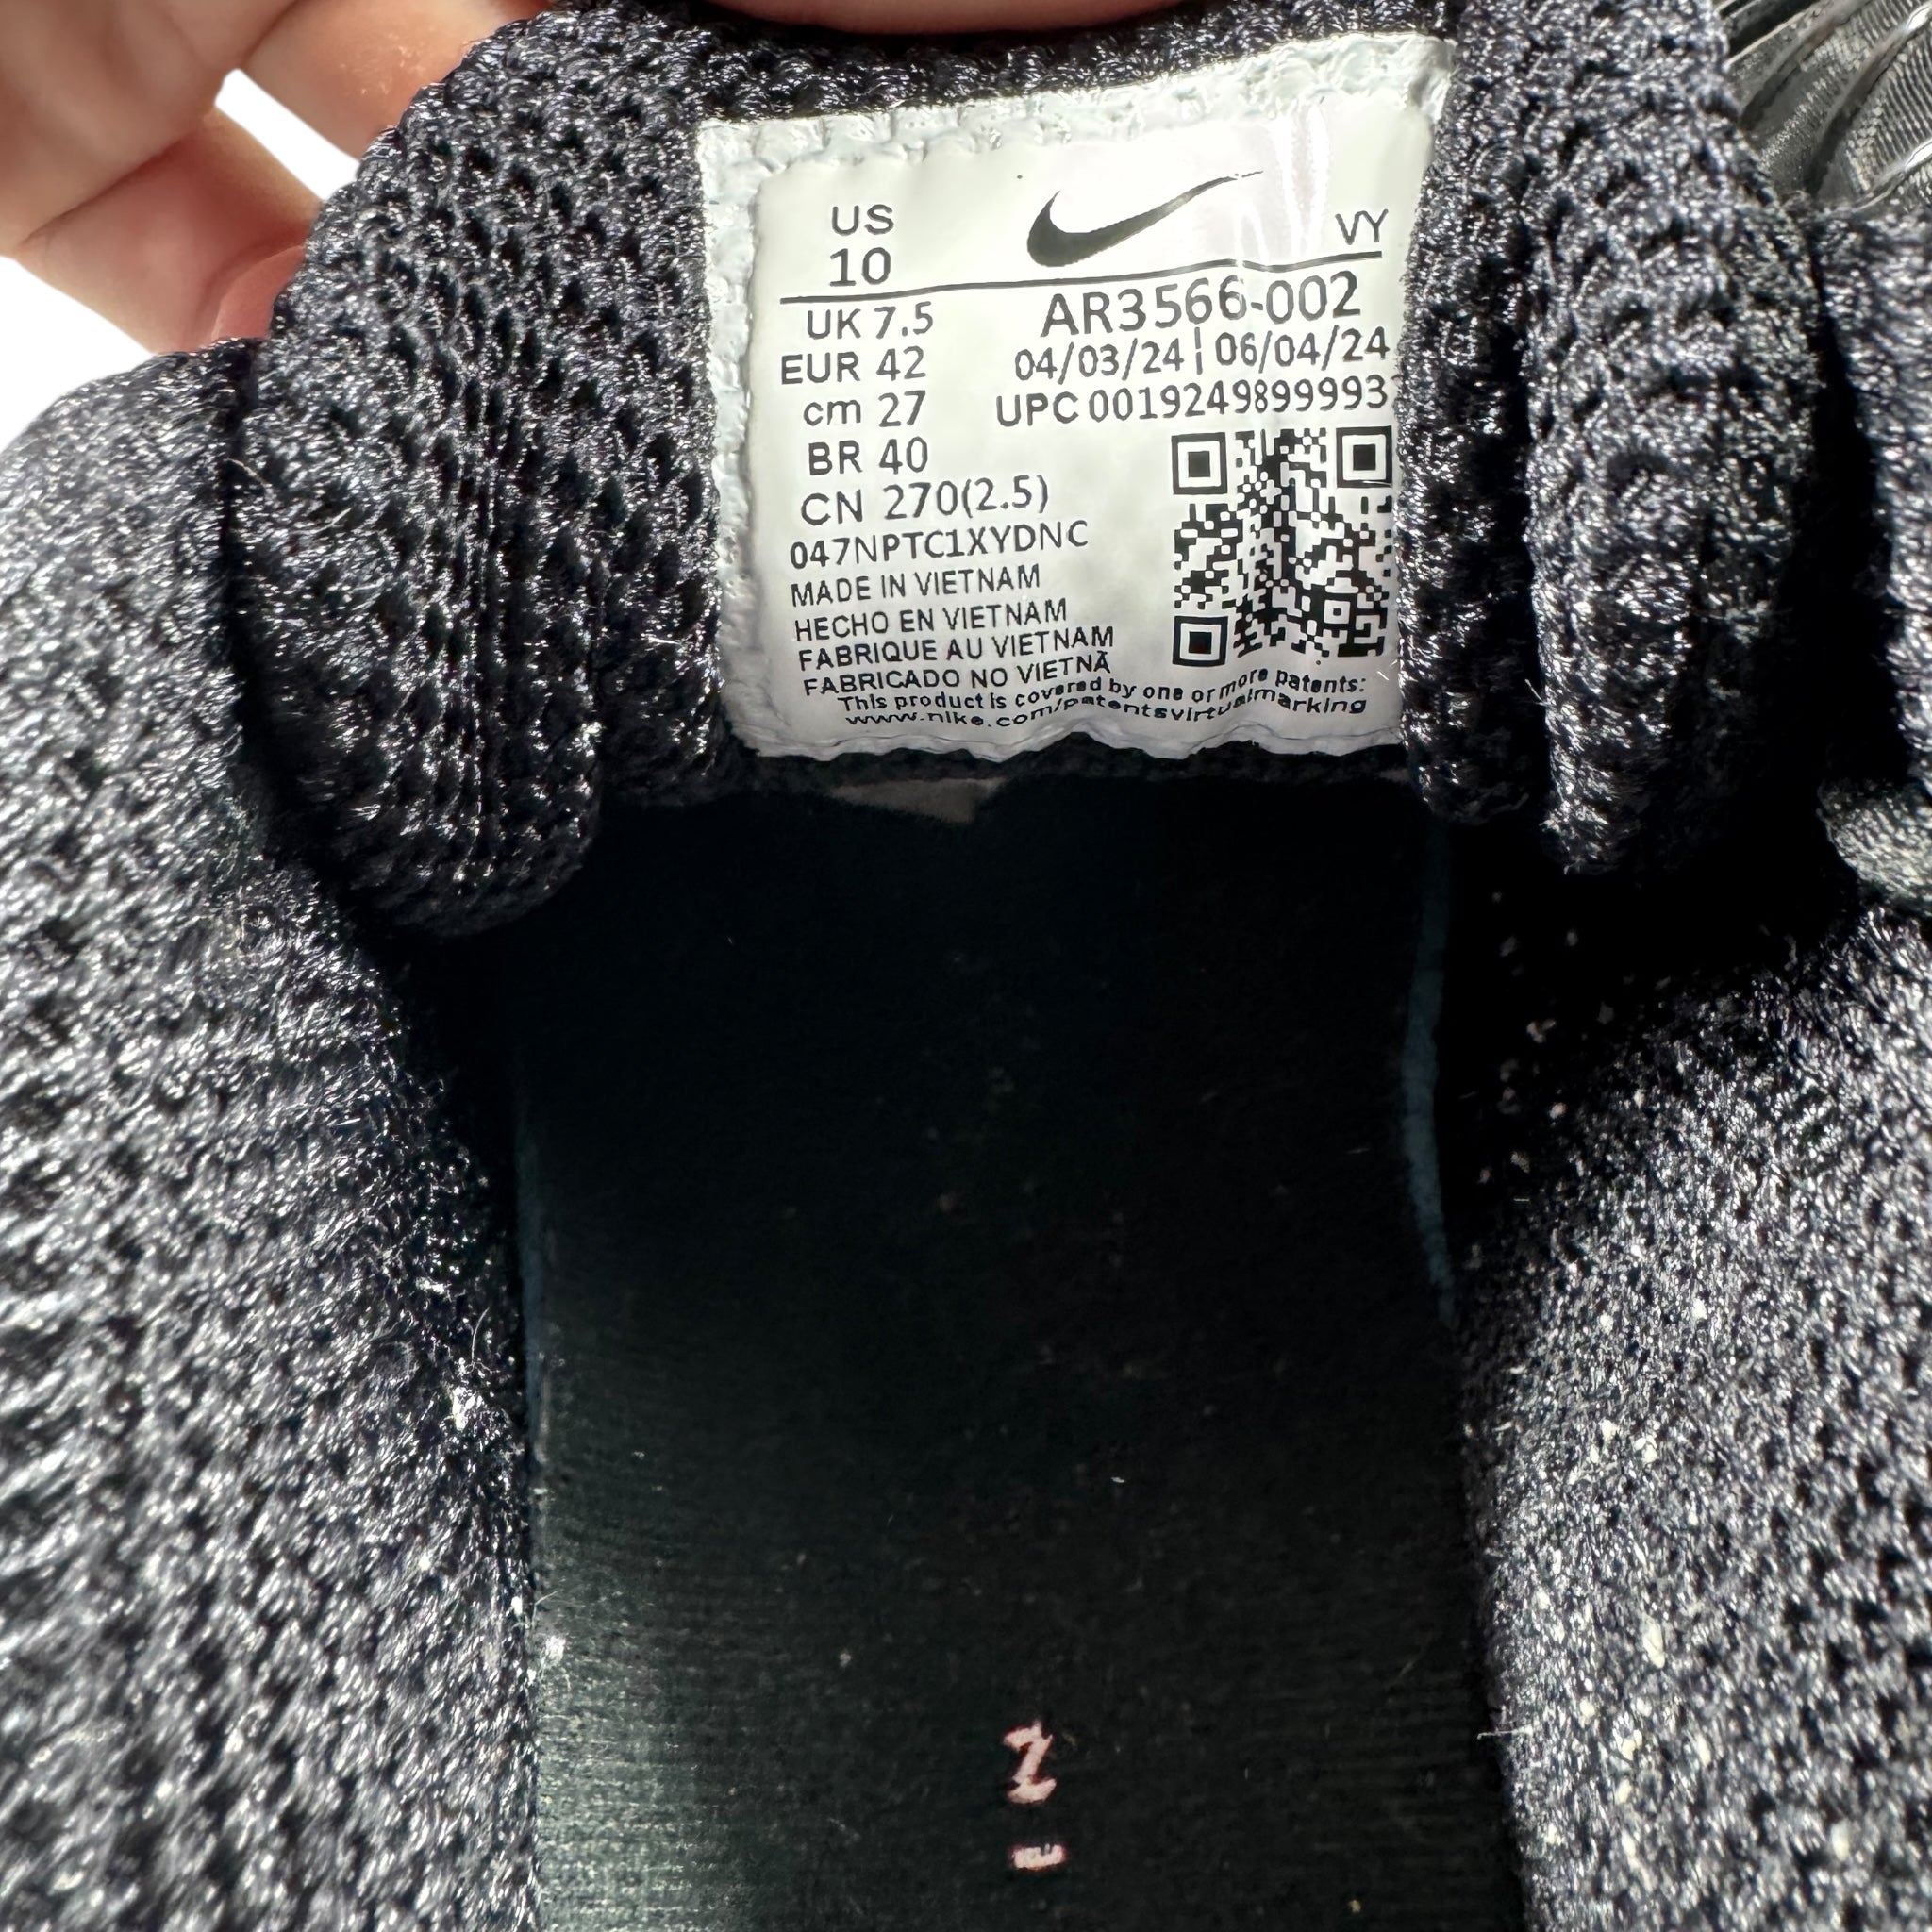 US
10
VY
UK 7.5
EUR 42
cm 27
BR 40
CN 270(2.5)
AR3566-002
04/03/24 | 06/04/24
UPC 0019249899993
047NPTC1XYDNC
MADE IN VIETNAM
HECHO EN VIETNAM
FABRIQUE AU VIETNAM
FABRICADO NO VIETNÃ
This product is covered by one or more patents:
www.nike.com/patentsvirtualmarking